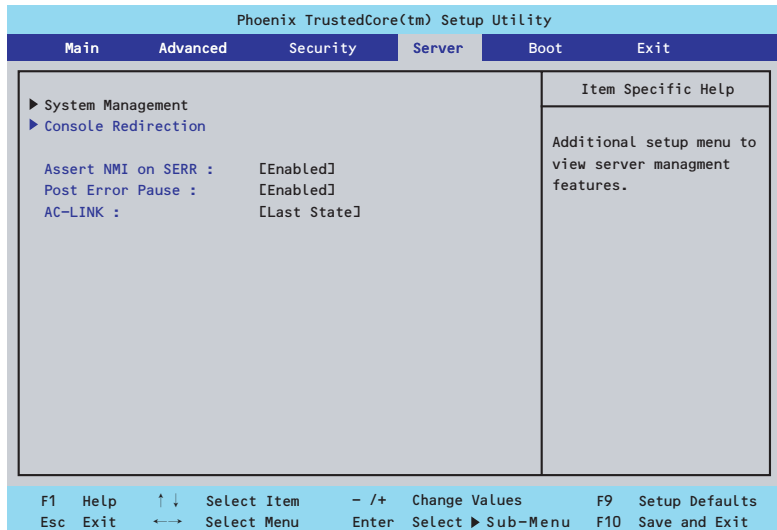 Phoenix TrustedCore(tm) Setup Utility
Main Advanced Security Server Boot Exit
Item Specific Help
▶ System Management
▶ Console Redirection
Additional setup menu to
view server managment
features.
Assert NMI on SERR : [Enabled]
Post Error Pause : [Enabled]
AC-LINK : [Last State]
F1 Help ↑↓ Select Item - /+ Change Values F9 Setup Defaults
Esc Exit ←→ Select Menu Enter Select ▶ Sub-Menu F10 Save and Exit